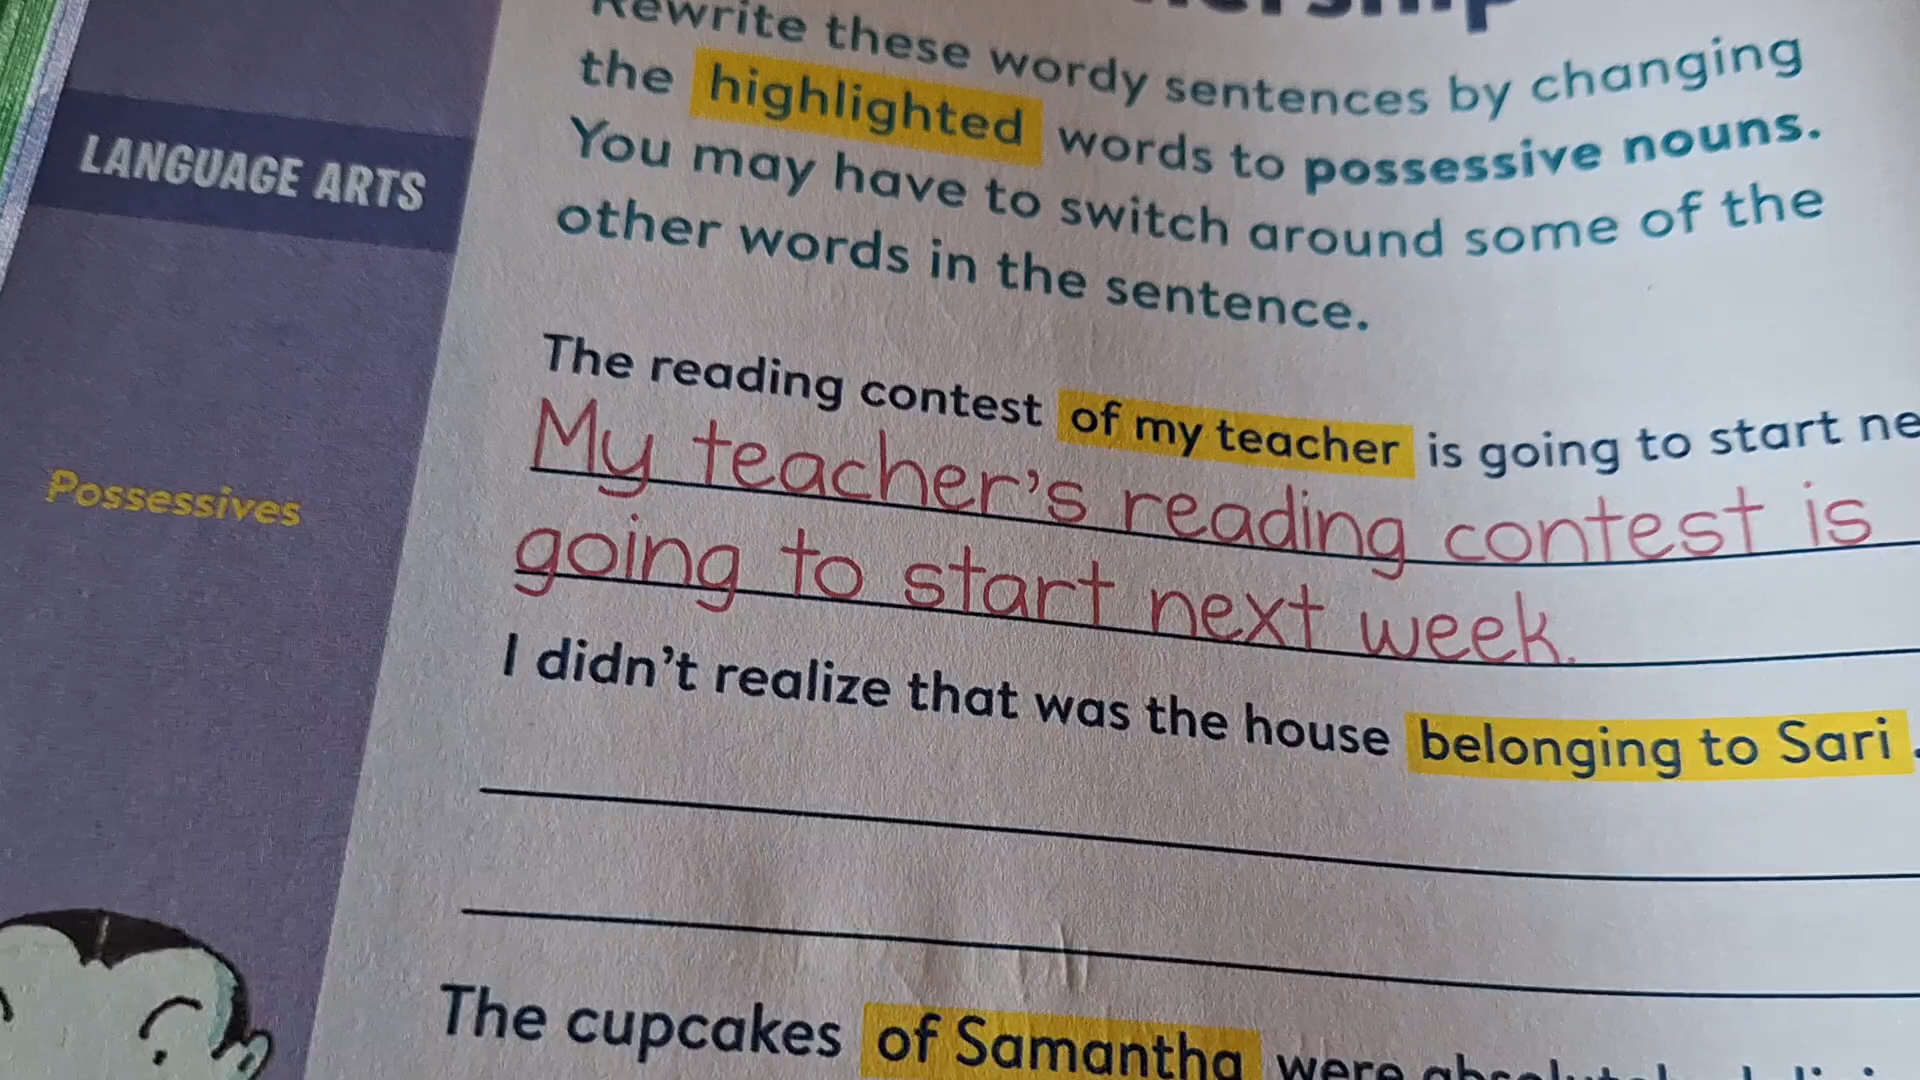 Rewrite these wordy sentences by changing
the highlighted words to possessive nouns.
You may have to switch around some of the
other words in the sentence.
LANGUAGE ARTS
Possessives
The reading contest of my teacher is going to start
My teacher's reading contest is
going to start next week.
I didn't realize that was the house belonging to Sari.
The cupcakes of Samantha were